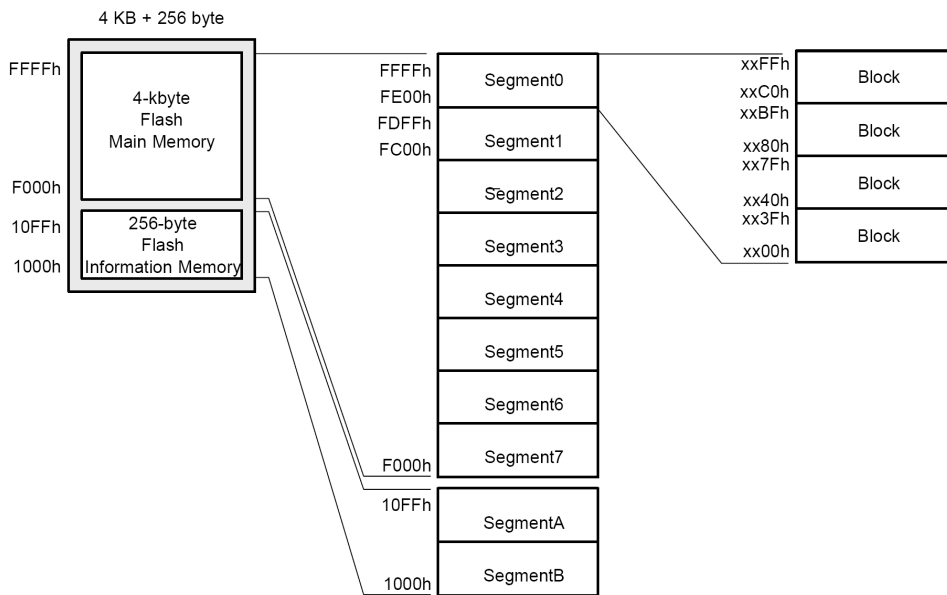 4 KB + 256 byte
FFFFh
4-kbyte
Flash
Main Memory
F000h
10FFh
256-byte
Flash
Information Memory
1000h
FFFFh
FE00h
FDFFh
FC00h
F000h
10FFh
1000h
Segment0
Segment1
Segment2
Segment3
Segment4
Segment5
Segment6
Segment7
SegmentA
SegmentB
xxFFh
xxC0h
xxBFh
xx80h
xx7Fh
xx40h
xx3Fh
xx00h
Block
Block
Block
Block